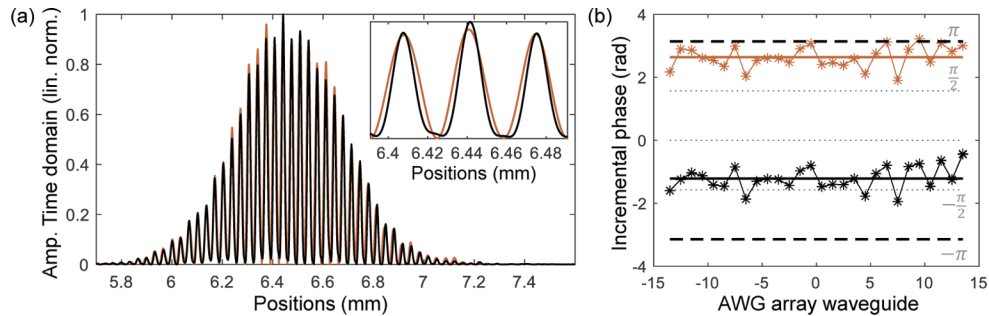 (a)
Amp. Time domain (lin. norm.)
1
0.8
0.6
0.4
0.2
0
5.8 6 6.2 6.4 6.6 6.8 7 7.2 7.4
Positions (mm)
6.4 6.42 6.44 6.46 6.48
Positions (mm)
(b)
Incremental phase (rad)
4
2
0
-2
-4
π
π/2
-π/2
-π
-15 -10 -5 0 5 10 15
AWG array waveguide